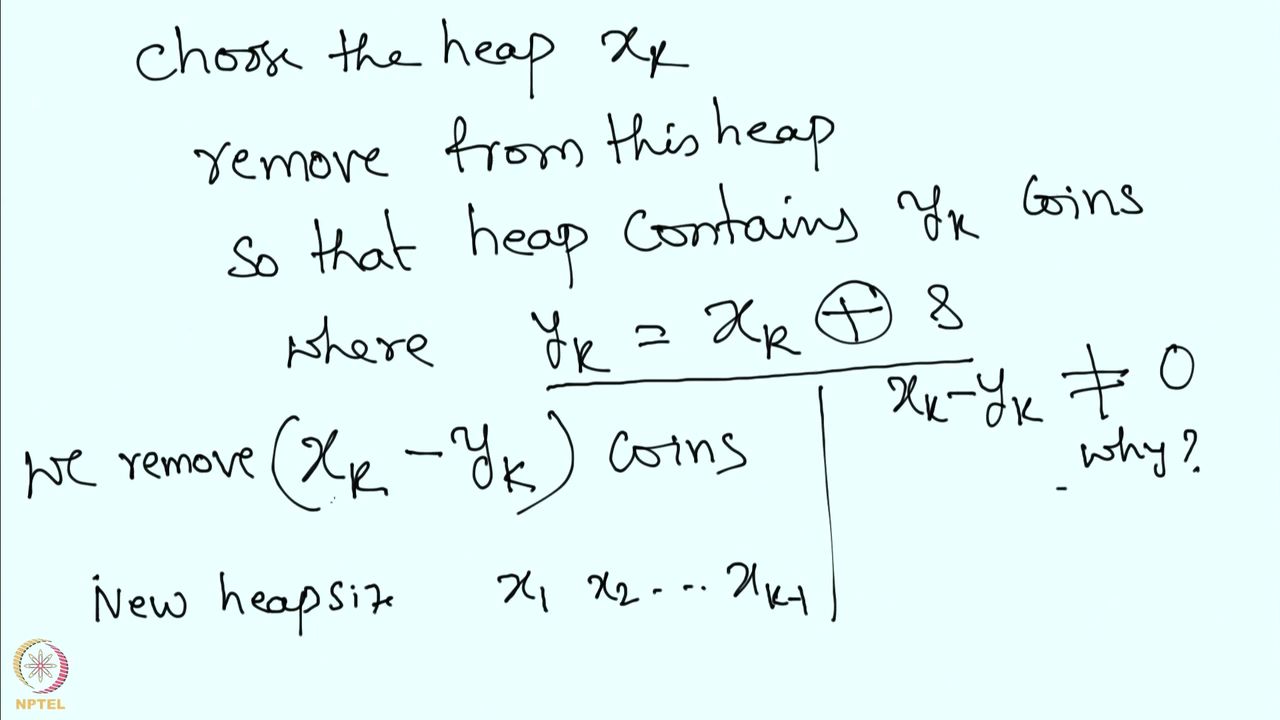 choose the heap xₖ
remove from this heap
so that heap contains yₖ coins
where yₖ = xₖ ⊕ s
xₖ - yₖ ≠ 0
why?
we remove (xₖ - yₖ) coins
New heapsize x₁ x₂ ... xₖ₋₁
NPTEL